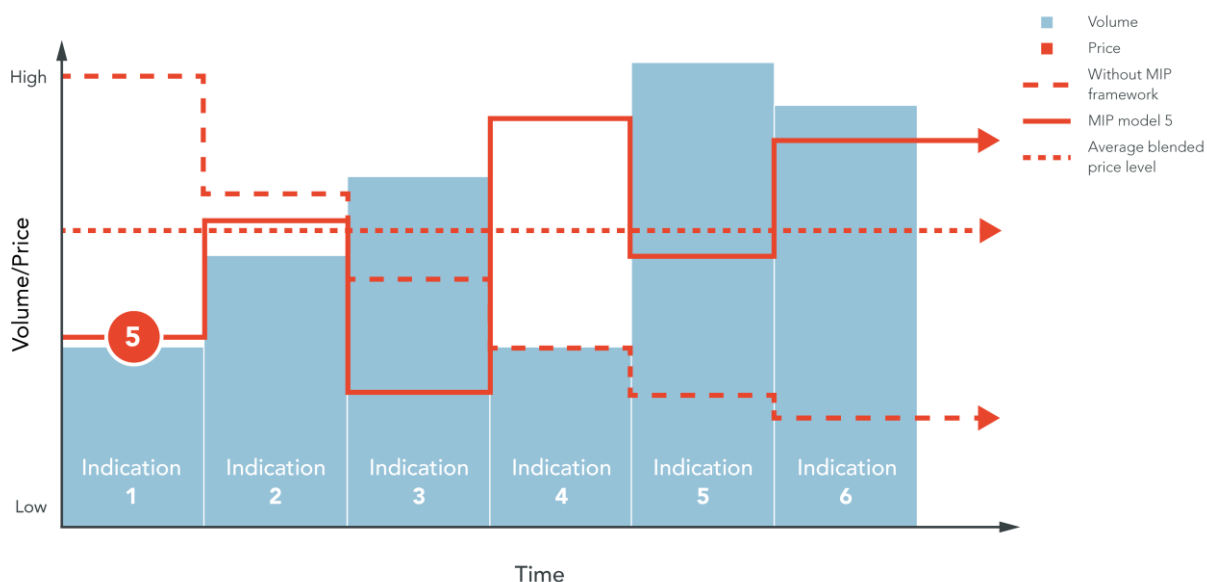 Volume
Price
Without MIP
framework
MIP model 5
Average blended
price level
High
Volume/Price
5
Low
Indication
1
Indication
2
Indication
3
Indication
4
Indication
5
Indication
6
Time